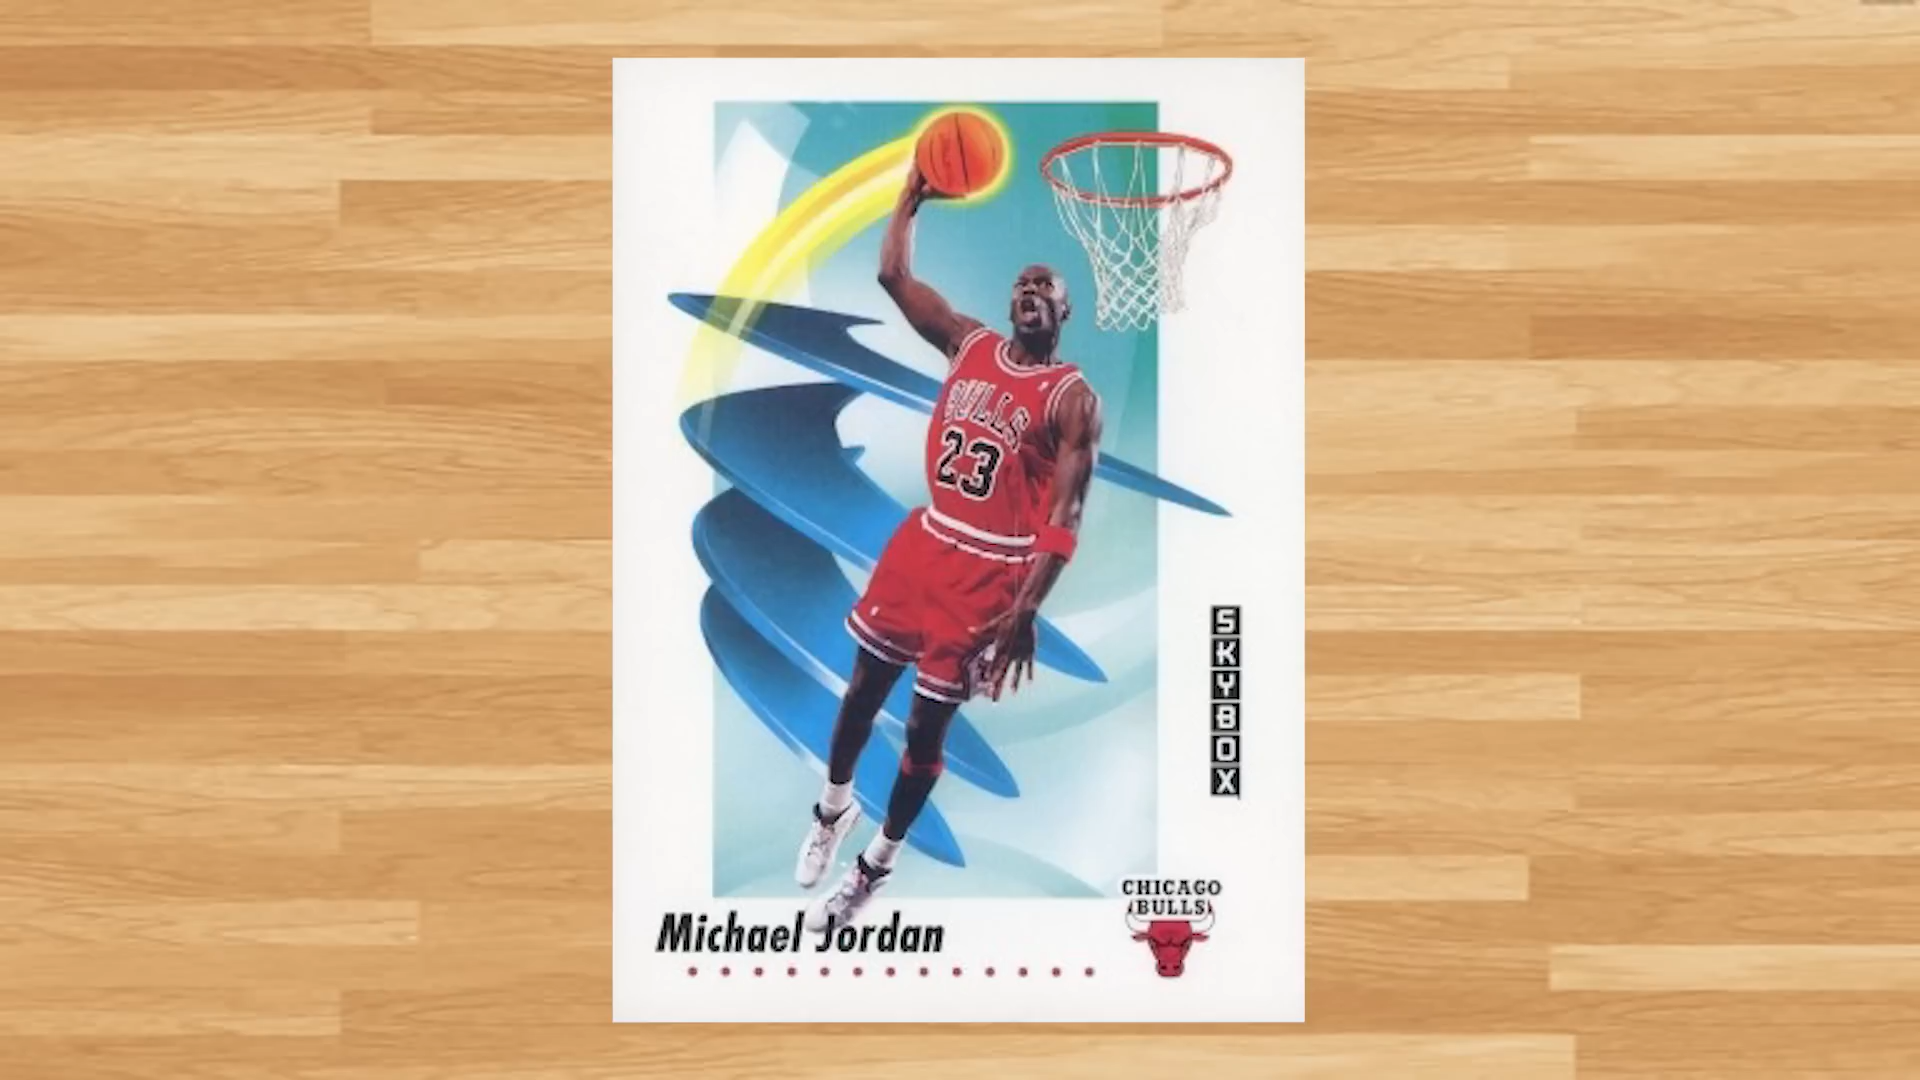 BULLS
23
SKYBOX
CHICAGO
BULLS
Michael Jordan